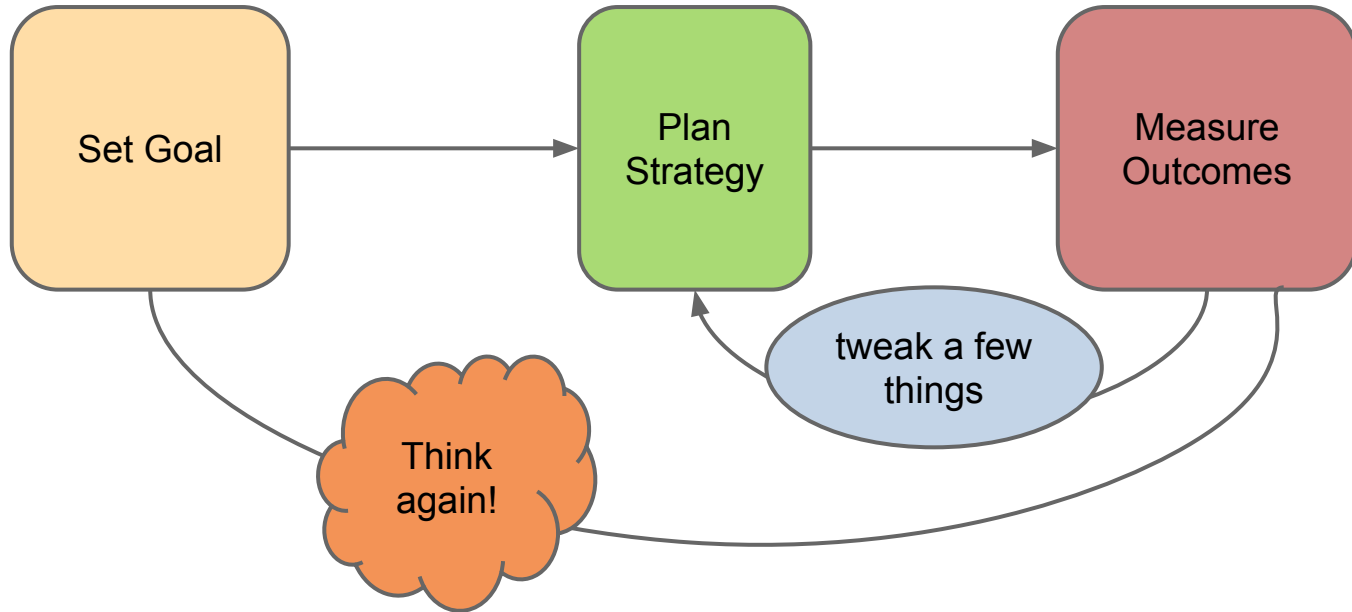 Set Goal
Plan
Strategy
Measure
Outcomes
tweak a few
things
Think
again!